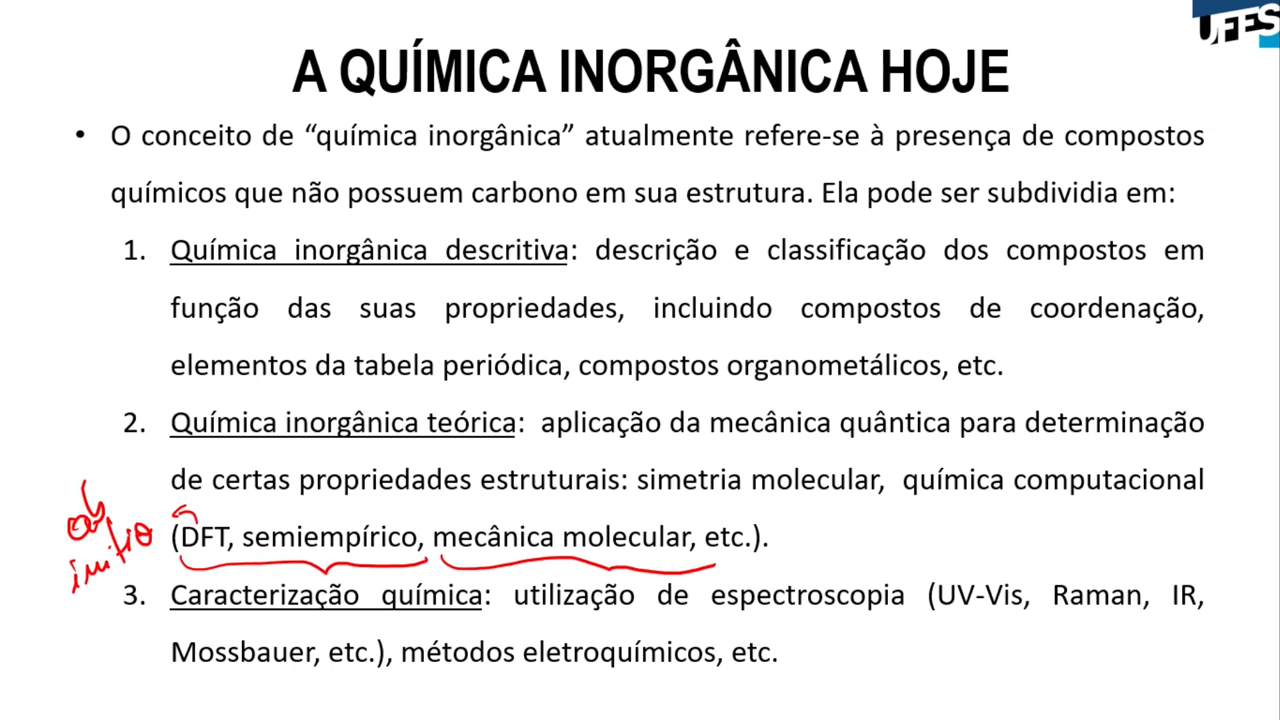 UFES
A QUÍMICA INORGÂNICA HOJE
• O conceito de “química inorgânica” atualmente refere-se à presença de compostos
químicos que não possuem carbono em sua estrutura. Ela pode ser subdividia em:
1. Química inorgânica descritiva: descrição e classificação dos compostos em
função das suas propriedades, incluindo compostos de coordenação,
elementos da tabela periódica, compostos organometálicos, etc.
2. Química inorgânica teórica: aplicação da mecânica quântica para determinação
de certas propriedades estruturais: simetria molecular, química computacional
ab
initio
(DFT, semiempírico, mecânica molecular, etc.).
3. Caracterização química: utilização de espectroscopia (UV-Vis, Raman, IR,
Mossbauer, etc.), métodos eletroquímicos, etc.